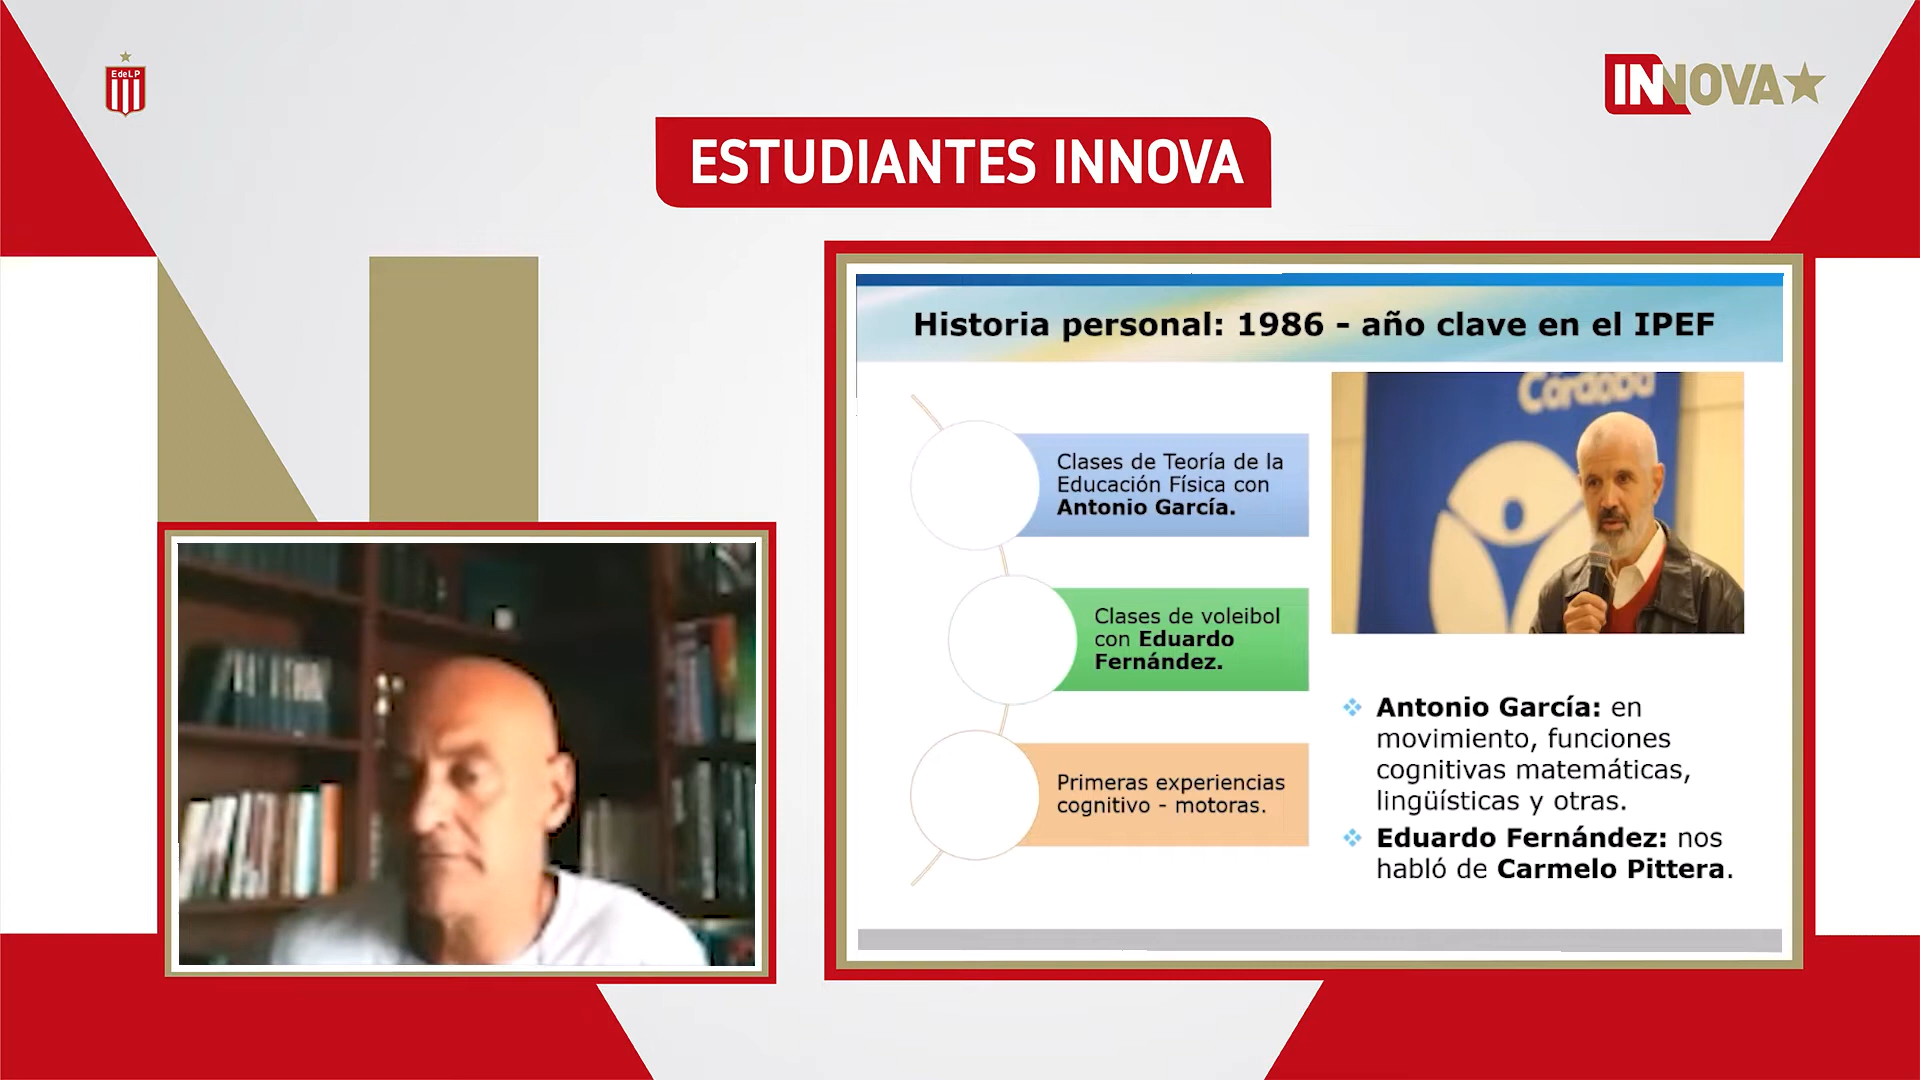 EdeLP
INNOVA
ESTUDIANTES INNOVA
Historia personal: 1986 - año clave en el IPEF
Clases de Teoría de la
Educación Física con
Antonio García.
Clases de voleibol
con Eduardo
Fernández.
Primeras experiencias
cognitivo - motoras.
Córdoba
Antonio García: en
movimiento, funciones
cognitivas matemáticas,
lingüísticas y otras.
Eduardo Fernández: nos
habló de Carmelo Pittera.